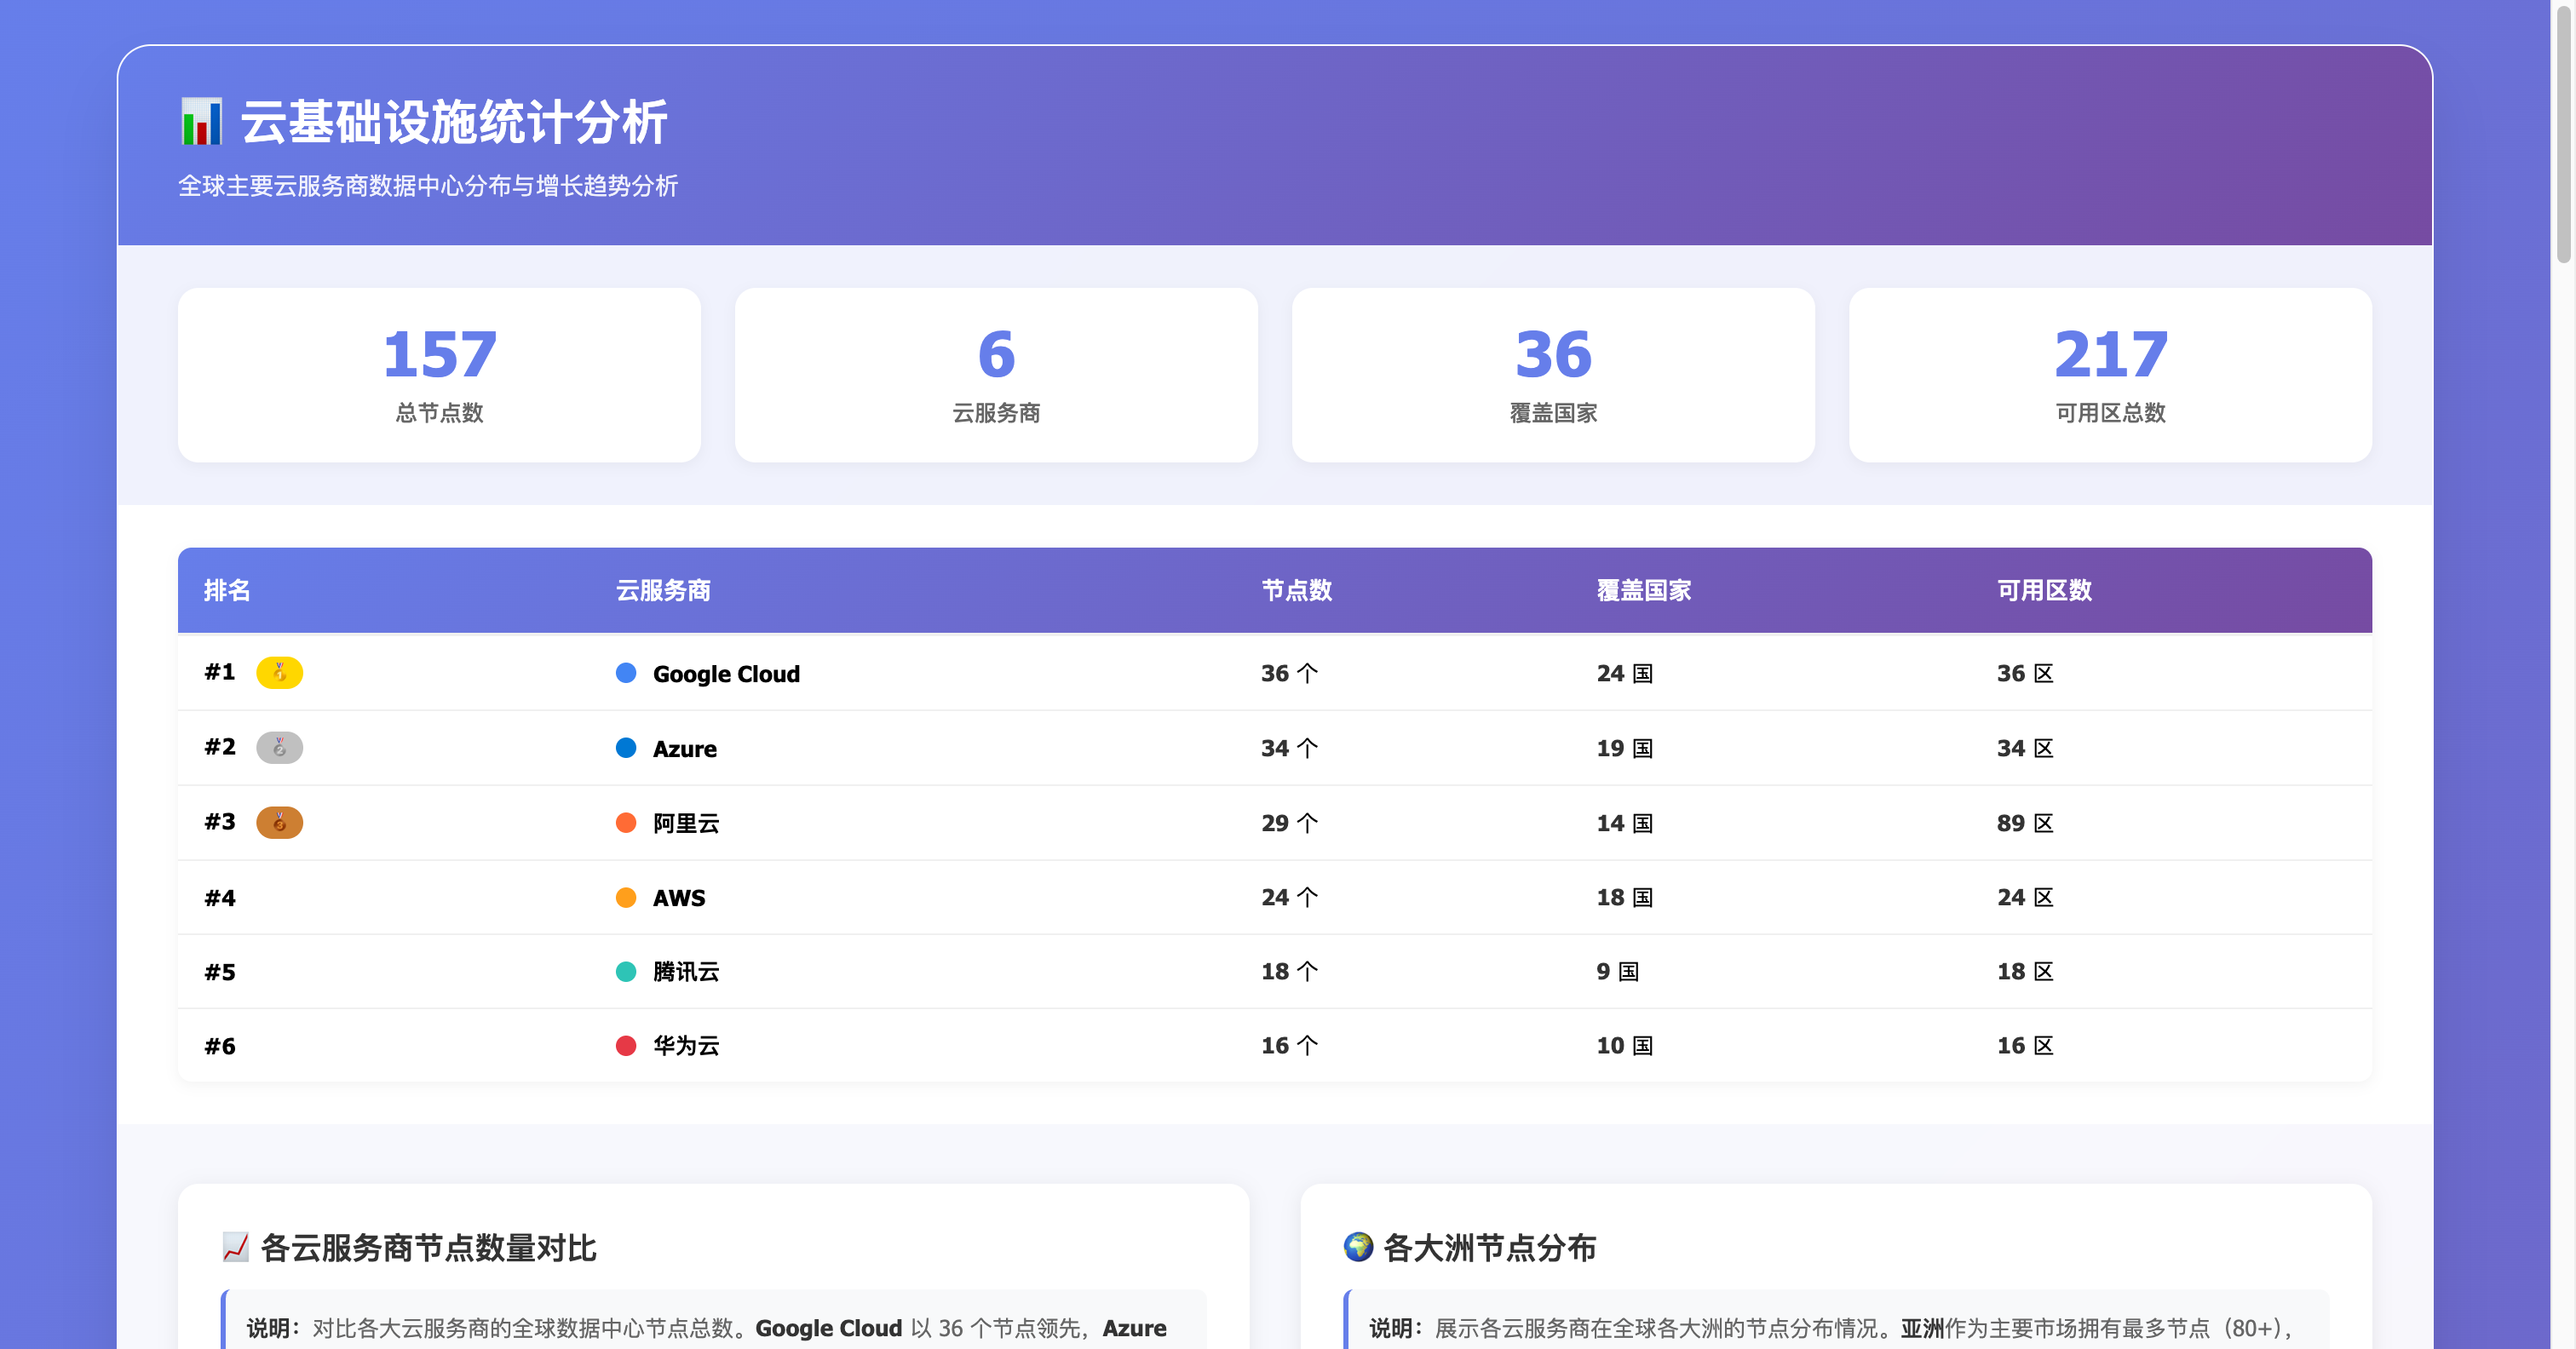 📊 云基础设施统计分析
全球主要云服务商数据中心分布与增长趋势分析
157
总节点数
6
云服务商
36
覆盖国家
217
可用区总数
排名 云服务商 节点数 覆盖国家 可用区数
#1 🥇 Google Cloud 36 个 24 国 36 区
#2 🥈 Azure 34 个 19 国 34 区
#3 🥉 阿里云 29 个 14 国 89 区
#4 AWS 24 个 18 国 24 区
#5 腾讯云 18 个 9 国 18 区
#6 华为云 16 个 10 国 16 区
📈 各云服务商节点数量对比
说明：对比各大云服务商的全球数据中心节点总数。Google Cloud 以 36 个节点领先，Azure
🌍 各大洲节点分布
说明：展示各云服务商在全球各大洲的节点分布情况。亚洲作为主要市场拥有最多节点（80+），